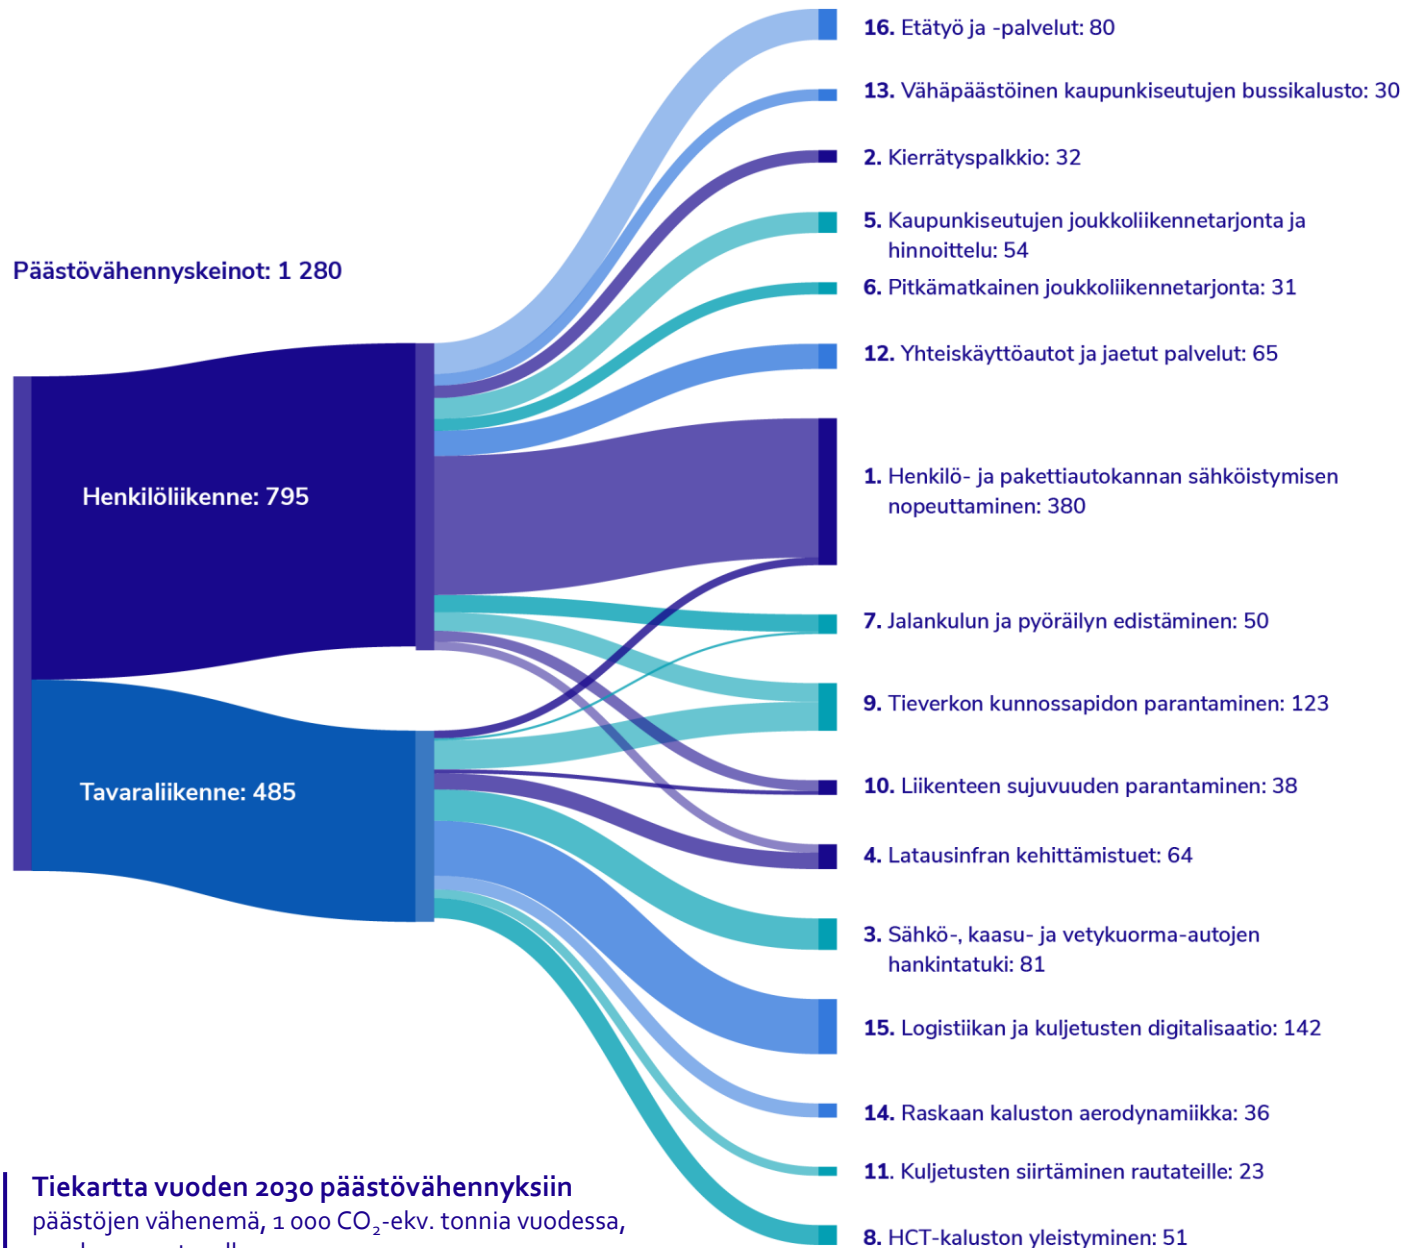 16. Etätyö ja -palvelut: 80
13. Vähäpäästöinen kaupunkiseutujen bussikalusto: 30
2. Kierrätyspalkkio: 32
5. Kaupunkiseutujen joukkoliikennetarjonta ja
hinnoittelu: 54
Päästövähennyskeinot: 1 280
6. Pitkämatkainen joukkoliikennetarjonta: 31
12. Yhteiskäyttöautot ja jaetut palvelut: 65
Henkilöliikenne: 795
1. Henkilö- ja pakettiautokannan sähköistymisen
nopeuttaminen: 380
7. Jalankulun ja pyöräilyn edistäminen: 50
9. Tieverkon kunnossapidon parantaminen: 123
Tavaraliikenne: 485
10. Liikenteen sujuvuuden parantaminen: 38
4. Latausinfran kehittämistuet: 64
3. Sähkö-, kaasu- ja vetykuorma-autojen
hankintatuki: 81
15. Logistiikan ja kuljetusten digitalisaatio: 142
14. Raskaan kaluston aerodynamiikka: 36
11. Kuljetusten siirtäminen rautateille: 23
8. HCT-kaluston yleistyminen: 51
Tiekartta vuoden 2030 päästövähennyksiin
päästöjen vähenemä, 1 000 CO₂-ekv. tonnia vuodessa,